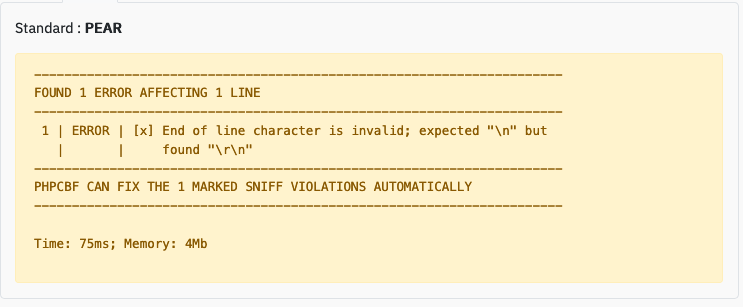 Standard : PEAR
----------------------------------------------------------------------
FOUND 1 ERROR AFFECTING 1 LINE
----------------------------------------------------------------------
 1 | ERROR | [x] End of line character is invalid; expected "\n" but
   |       |     found "\r\n"
----------------------------------------------------------------------
PHPCBF CAN FIX THE 1 MARKED SNIFF VIOLATIONS AUTOMATICALLY
----------------------------------------------------------------------
Time: 75ms; Memory: 4Mb